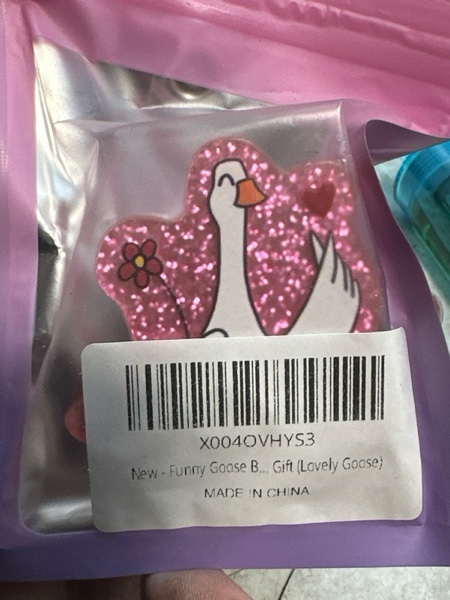 X004OVHYS3
New - Funny Goose B... Gift (Lovely Goose)
MADE IN CHINA